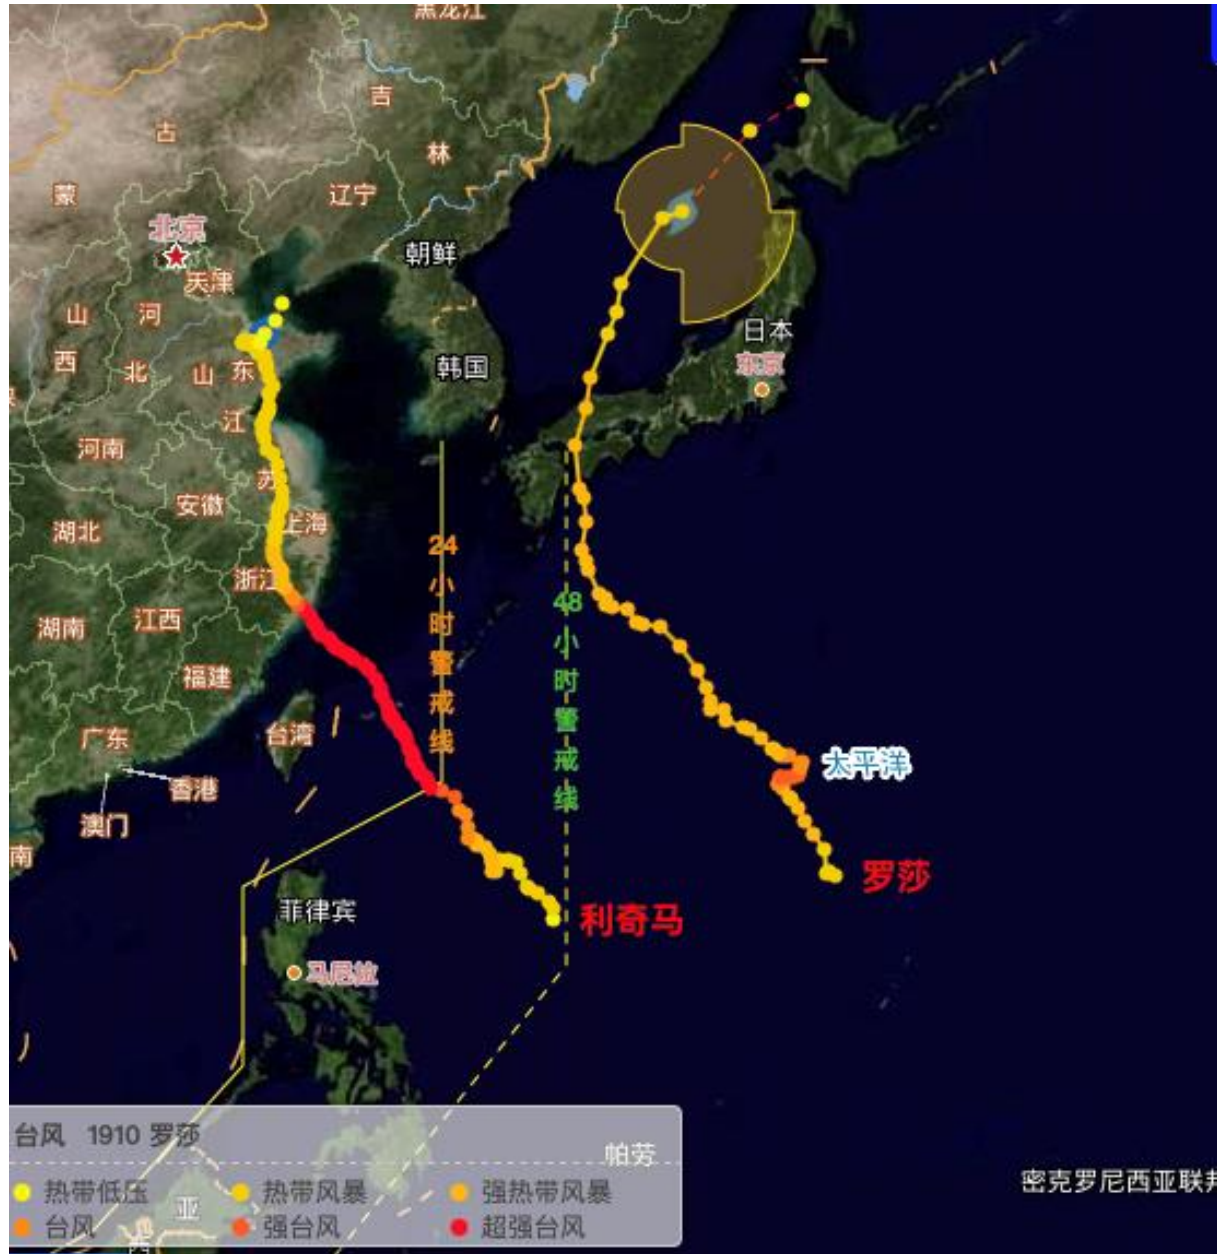 黑龙江
吉
林
古
蒙
辽宁
北京
天津
朝鲜
山
西
河
北
山 东
韩国
日本
东京
江
苏
河南
安徽
上海
湖北
浙江
24小时警戒线
48小时警戒线
江西
湖南
福建
广东
台湾
香港
澳门
南
太平洋
罗莎
利奇马
菲律宾
马尼拉
帕劳
密克罗尼西亚联邦
台风 1910 罗莎
热带低压
热带风暴
强热带风暴
台风
强台风
超强台风
亚
西